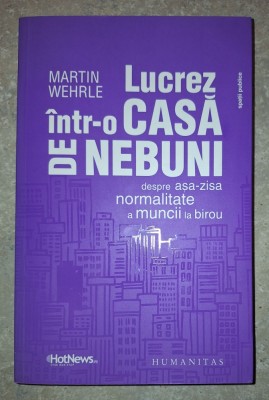 MARTIN
WEHRLE
Lucrez
într-o CASĂ
DE NEBUNI
despre așa-zisa
normalitate
a muncii la birou
spații publice
HotNews.ro
HUMANITAS